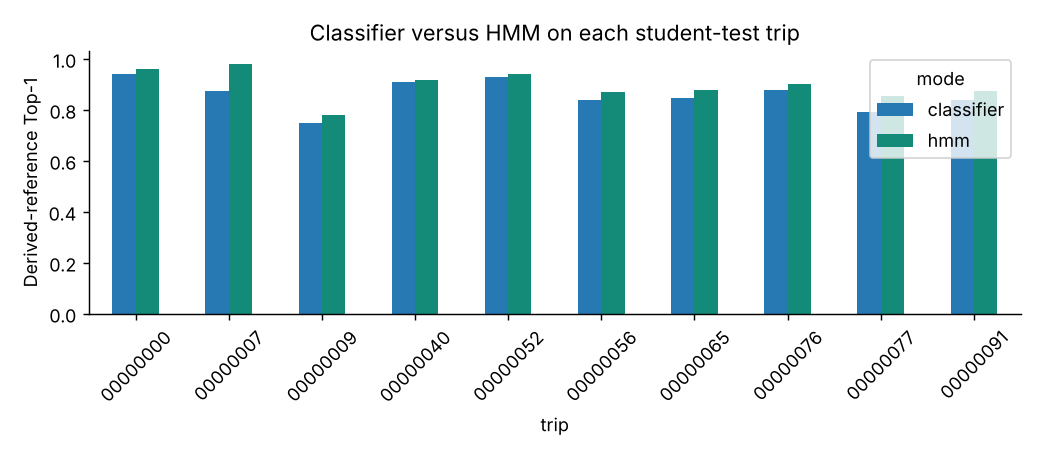 Classifier versus HMM on each student-test trip
Derived-reference Top-1
1.0
0.8
0.6
0.4
0.2
0.0
mode
classifier
hmm
00000000
00000007
00000009
00000040
00000052
00000056
00000065
00000076
00000077
00000091
trip